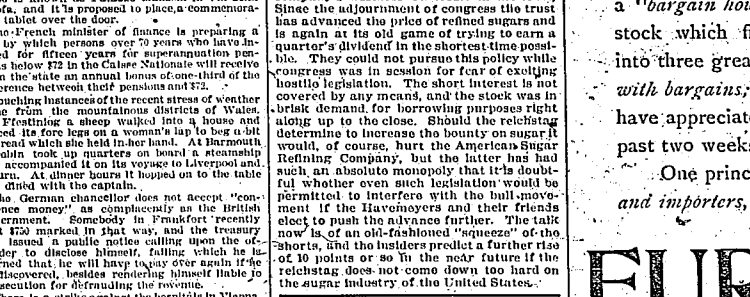 ofa, and it is proposed to place a commemora-
tablet over the door.
French minister of finance is preparing a
by which persons over 70 years who have in-
ed for fifteen years for superannuation pen-
s below $72 in the Caisse Nationale will receive
the state an annual bonus of one-third of the
erence between their pensions and $72.
ouching instances of the recent stress of weather
e from the mountainous districts of Wales.
Ffestining a sheep walked into a house and
ced its fore legs on a woman's lap to beg a bit
read which she held in her hand. At Barmouth
took up quarters on board a steamship
accompanied it on its voyage to Liverpool and
At dinner hours it hopped on to the table
dined with the captain.
German chancellor does not accept "con-
ence money" as complacently as the British
ernment. Somebody in Frankfort recently
$750 marked in that way, and the treasury
issued a public notice calling upon the of-
der to disclose himself, failing which he is
ned that he will have to pay over again if he
discovered, besides rendering himself liable to
secution for defrauding the revenue.
Since the adjournment of congress the trust
has advanced the price of refined sugars and
is again at its old game of trying to earn a
quarter's dividend in the shortest time possi-
ble. They could not pursue this policy while
congress was in session for fear of exciting
hostile legislation. The short interest is not
covered by any means, and the stock was in
brisk demand for borrowing purposes right
along up to the close. Should the reichstag
determine to increase the bounty on sugar it
would, of course, hurt the American Sugar
Refining Company, but the latter has had
such an absolute monopoly that it is doubt-
ful whether even such legislation would be
permitted to interfere with the bull move-
ment if the Havemeyers and their friends
elect to push the advance further. The talk
now is of an old-fashioned "squeeze" of the
shorts, and the insiders predict a further rise
of 10 points or so in the near future if the
reichstag does not come down too hard on
the sugar industry of the United States.
a "bargain hou
stock which fi
into three grea
with bargains;
have appreciate
past two weeks
One princ
and importers,
FUR